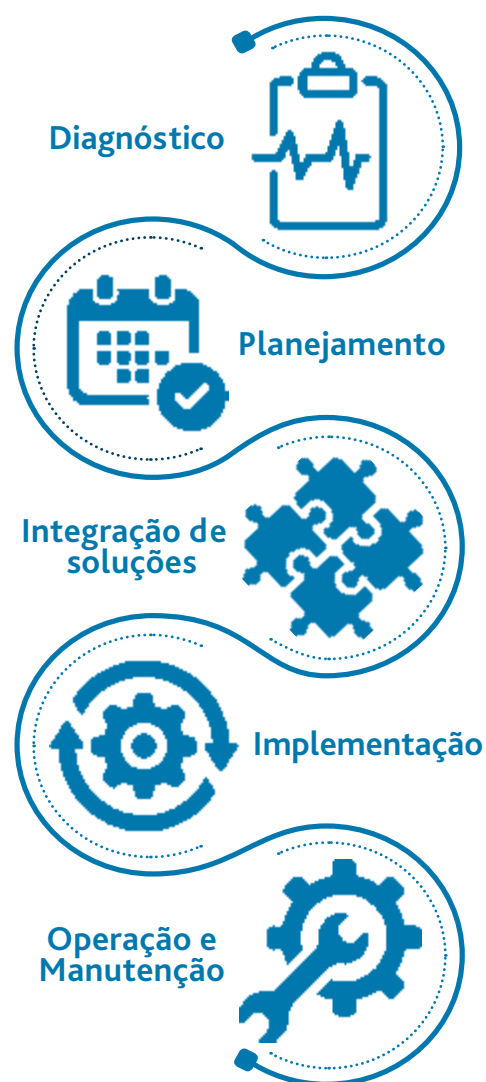 Diagnóstico
Planejamento
Integração de
soluções
Implementação
Operação e
Manutenção